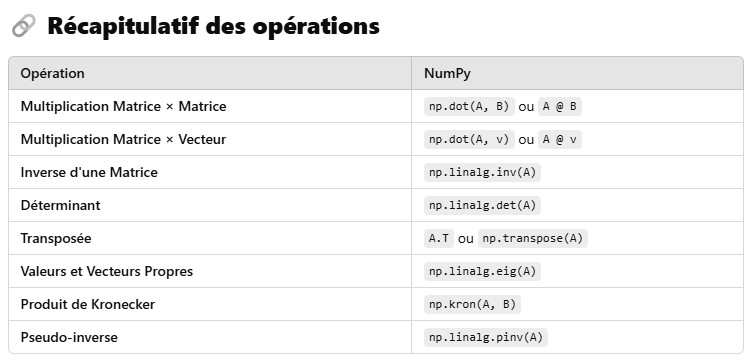 Récapitulatif des opérations
Opération NumPy
Multiplication Matrice × Matrice np.dot(A, B) ou A @ B
Multiplication Matrice × Vecteur np.dot(A, v) ou A @ v
Inverse d'une Matrice np.linalg.inv(A)
Déterminant np.linalg.det(A)
Transposée A.T ou np.transpose(A)
Valeurs et Vecteurs Propres np.linalg.eig(A)
Produit de Kronecker np.kron(A, B)
Pseudo-inverse np.linalg.pinv(A)